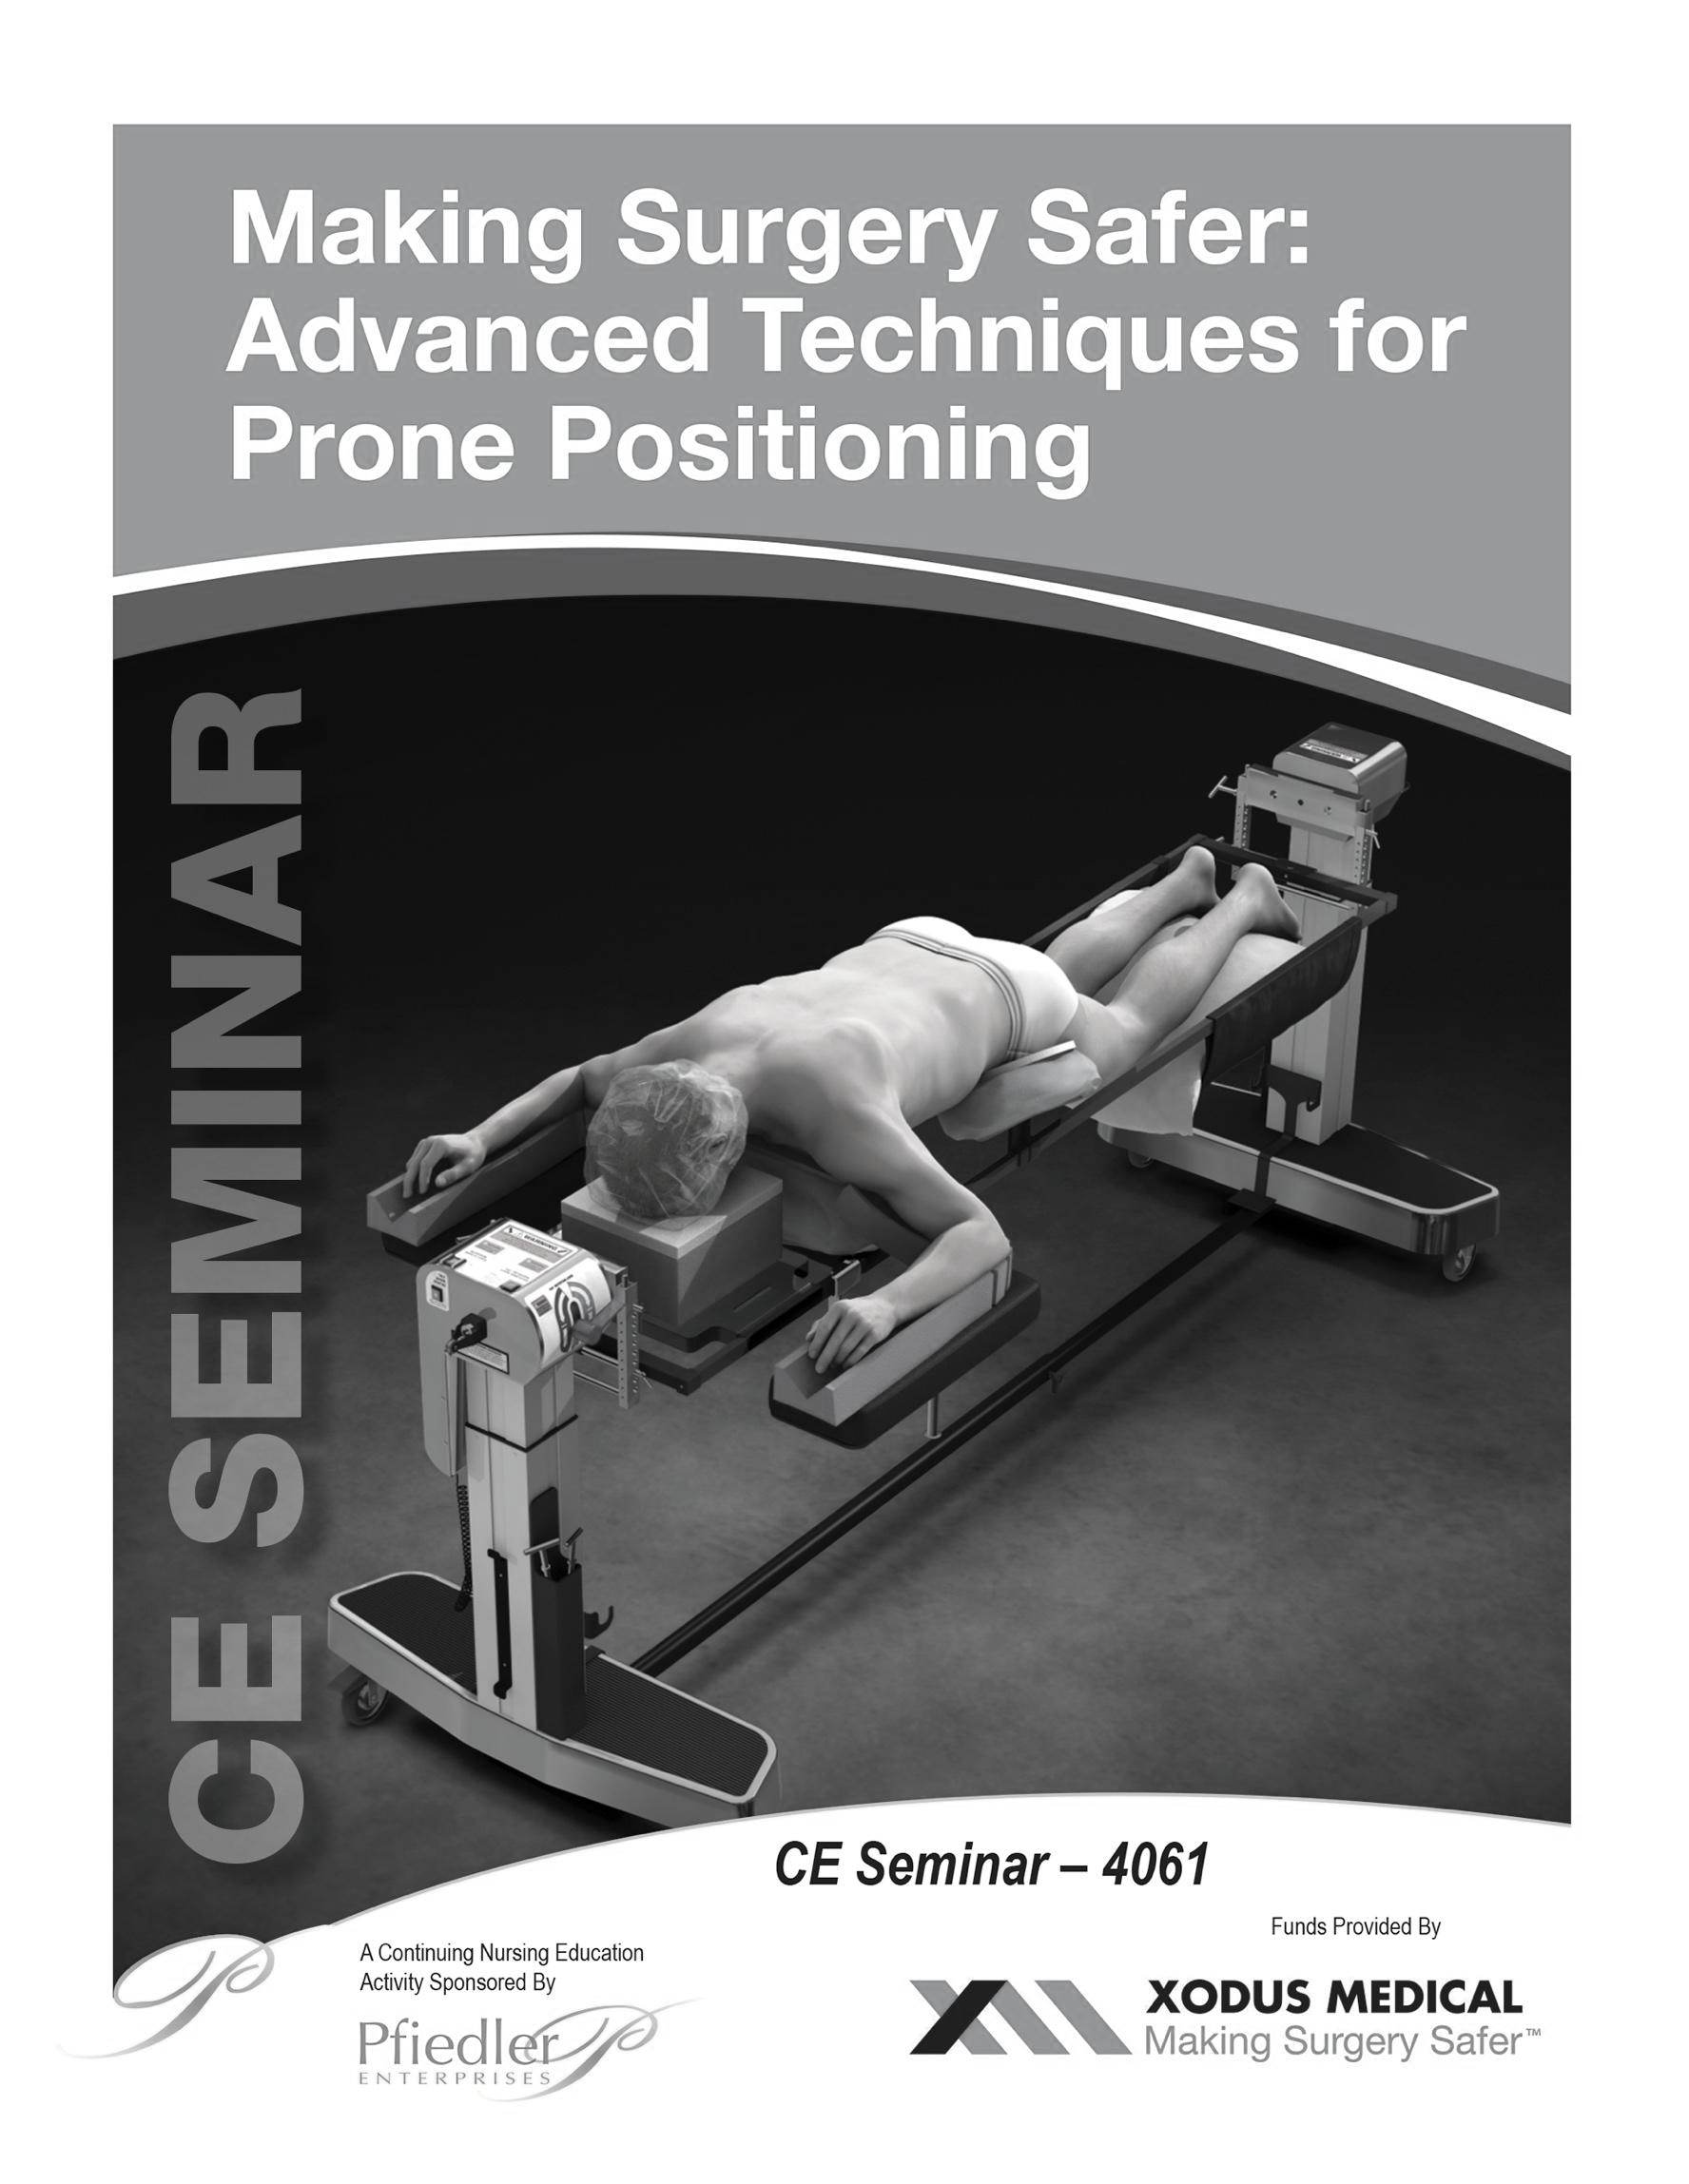 Making Surgery Safer:
Advanced Techniques for
Prone Positioning
CE SEMINAR
CE Seminar – 4061
Funds Provided By
A Continuing Nursing Education
Activity Sponsored By
Pfiedler
ENTERPRISES
XODUS MEDICAL
Making Surgery Safer™